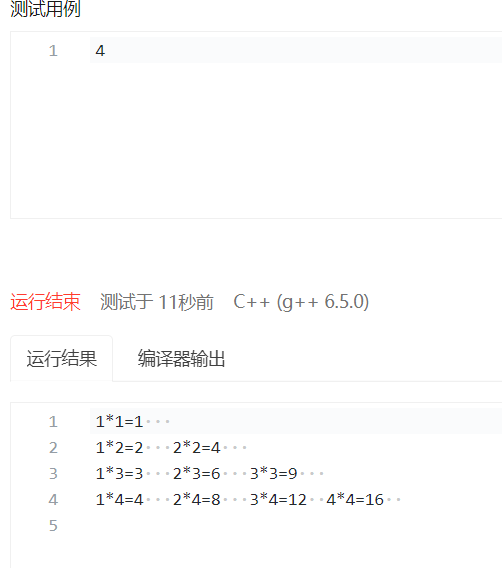 测试用例
1 4
运行结束 测试于 11秒前 C++ (g++ 6.5.0)
运行结果 编译器输出
1 1*1=1···
2 1*2=2···2*2=4···
3 1*3=3···2*3=6···3*3=9···
4 1*4=4···2*4=8···3*4=12··4*4=16··
5